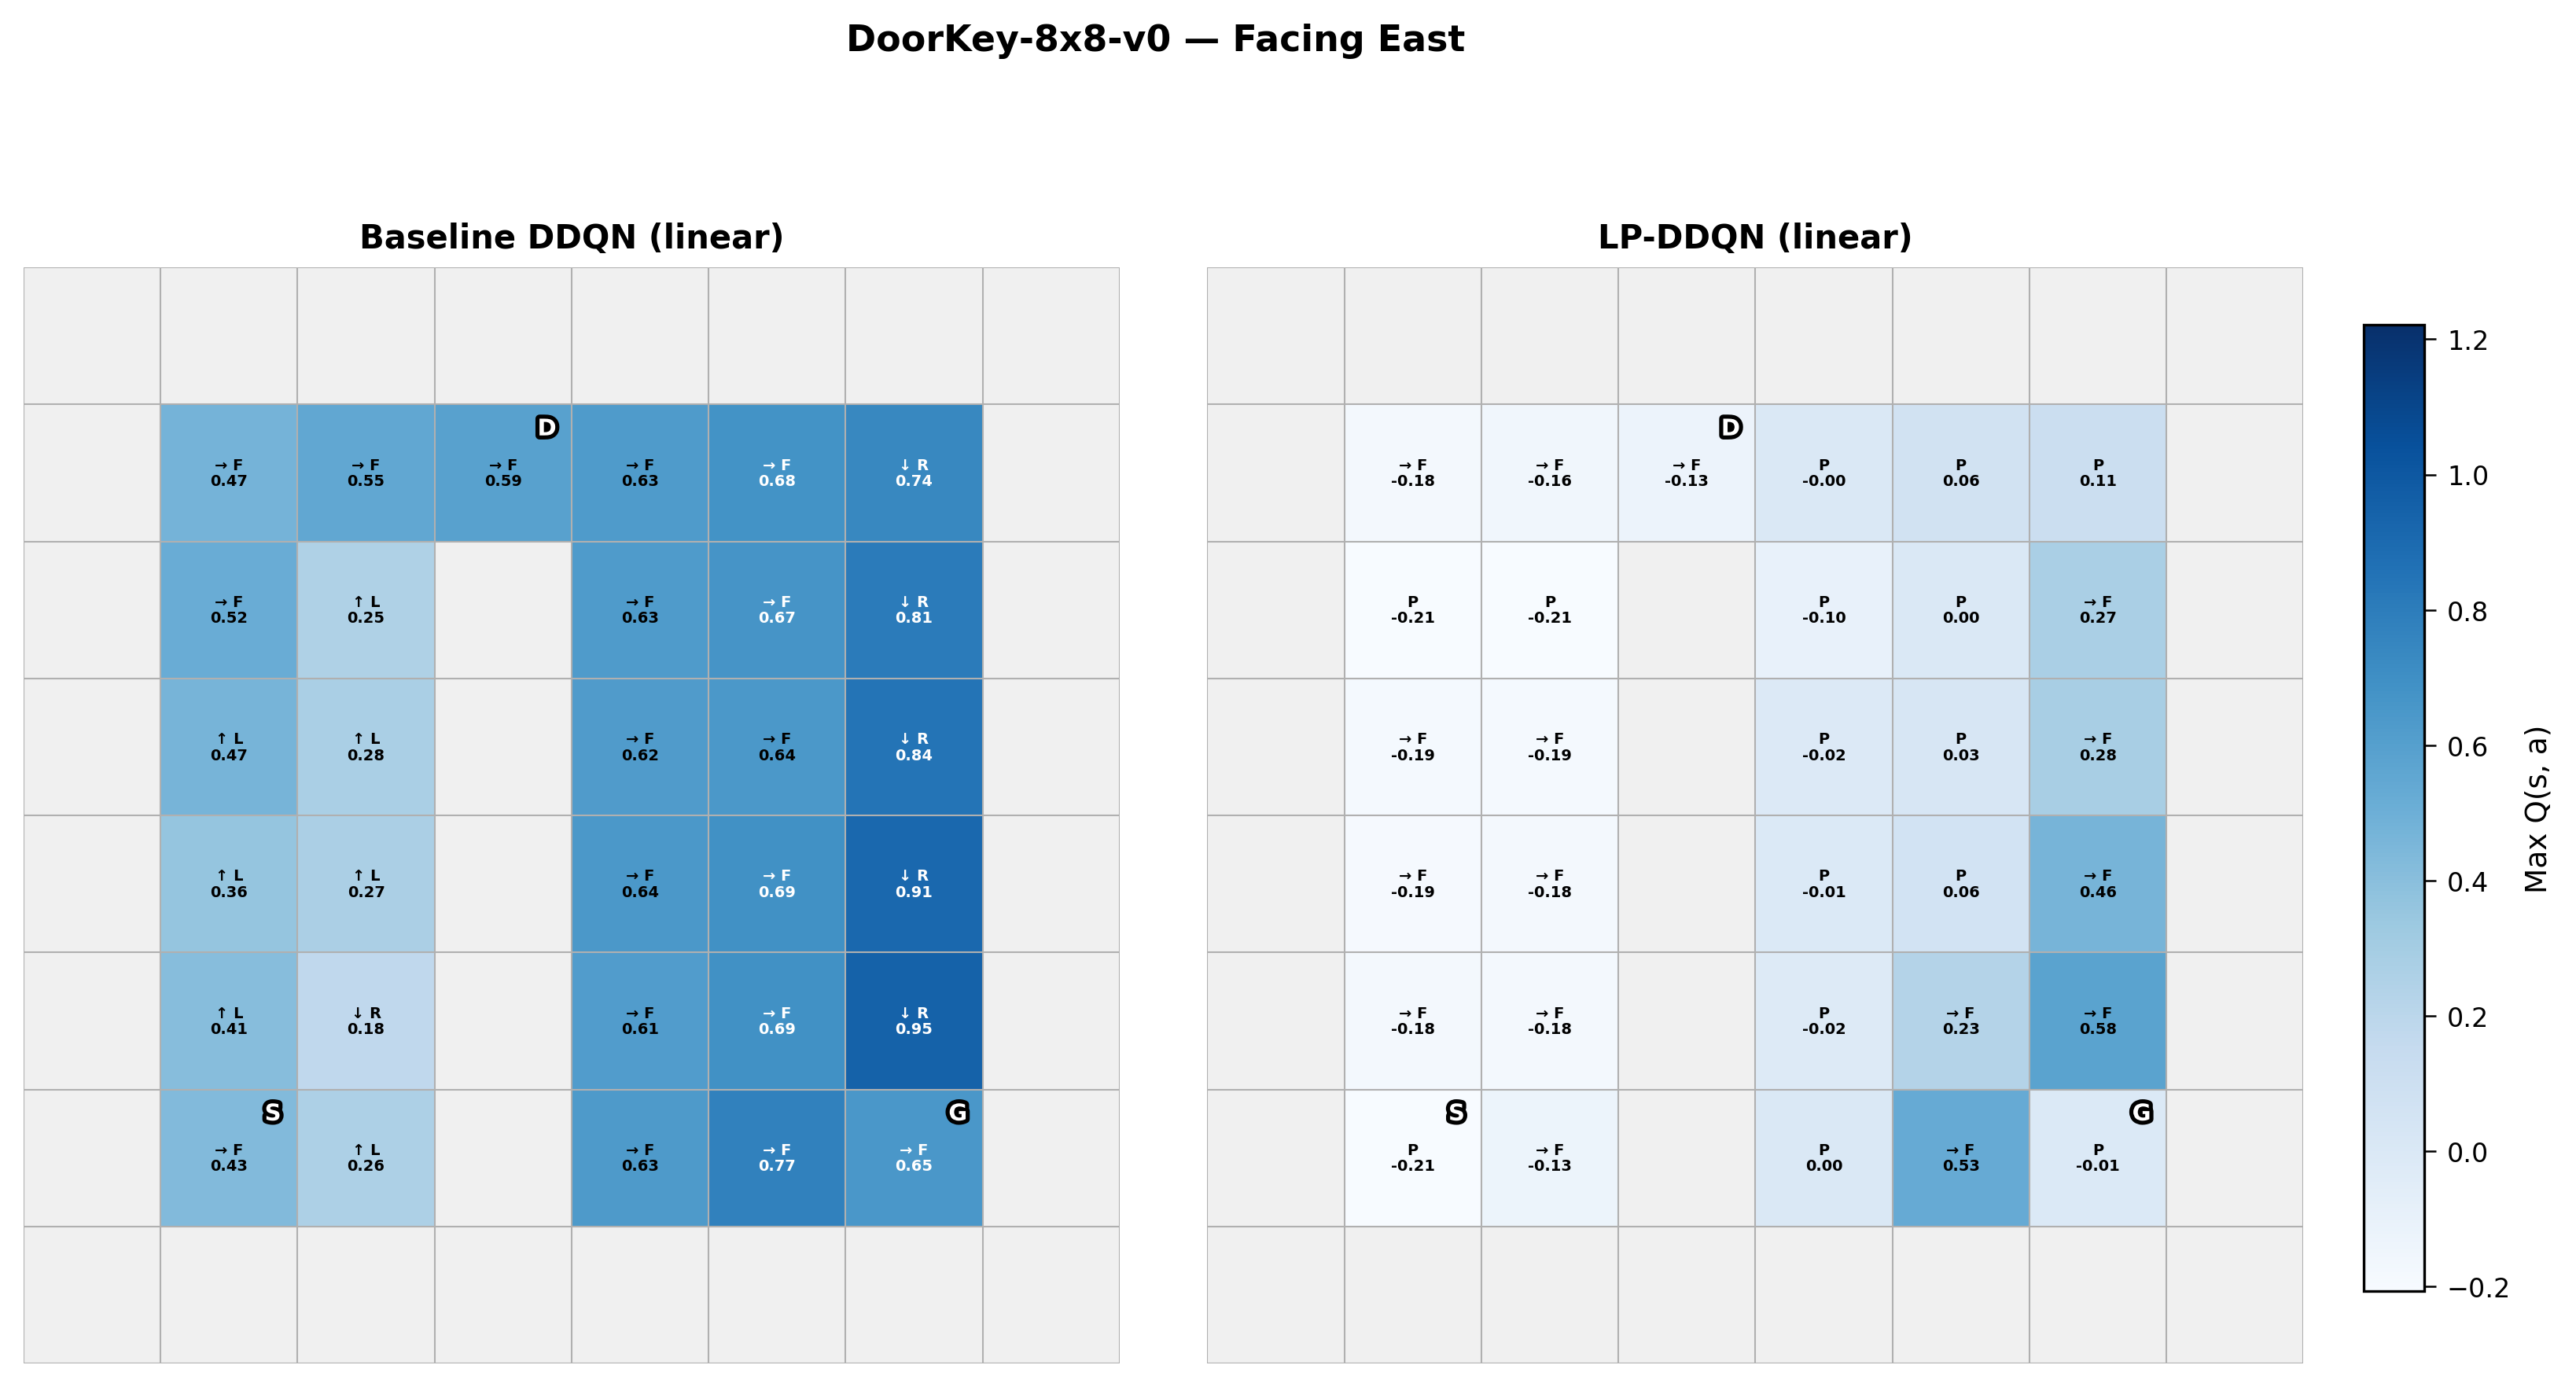 DoorKey-8x8-v0 — Facing East
Baseline DDQN (linear)
D
→ F → F → F → F → F ↓ R
0.47 0.55 0.59 0.63 0.68 0.74
→ F ↑ L → F → F ↓ R
0.52 0.25 0.63 0.67 0.81
↑ L ↑ L → F → F ↓ R
0.47 0.28 0.62 0.64 0.84
↑ L ↑ L → F → F ↓ R
0.36 0.27 0.64 0.69 0.91
↑ L ↓ R → F → F ↓ R
0.41 0.18 0.61 0.69 0.95
S G
→ F ↑ L → F → F → F
0.43 0.26 0.63 0.77 0.65
LP-DDQN (linear)
D
→ F → F → F P P P
-0.18 -0.16 -0.13 -0.00 0.06 0.11
P P P P → F
-0.21 -0.21 -0.10 0.00 0.27
→ F → F P P → F
-0.19 -0.19 -0.02 0.03 0.28
→ F → F P P → F
-0.19 -0.18 -0.01 0.06 0.46
→ F → F P → F → F
-0.18 -0.18 -0.02 0.23 0.58
S G
P → F P → F P
-0.21 -0.13 0.00 0.53 -0.01
1.2
1.0
0.8
0.6
0.4
0.2
0.0
−0.2
Max Q(s, a)